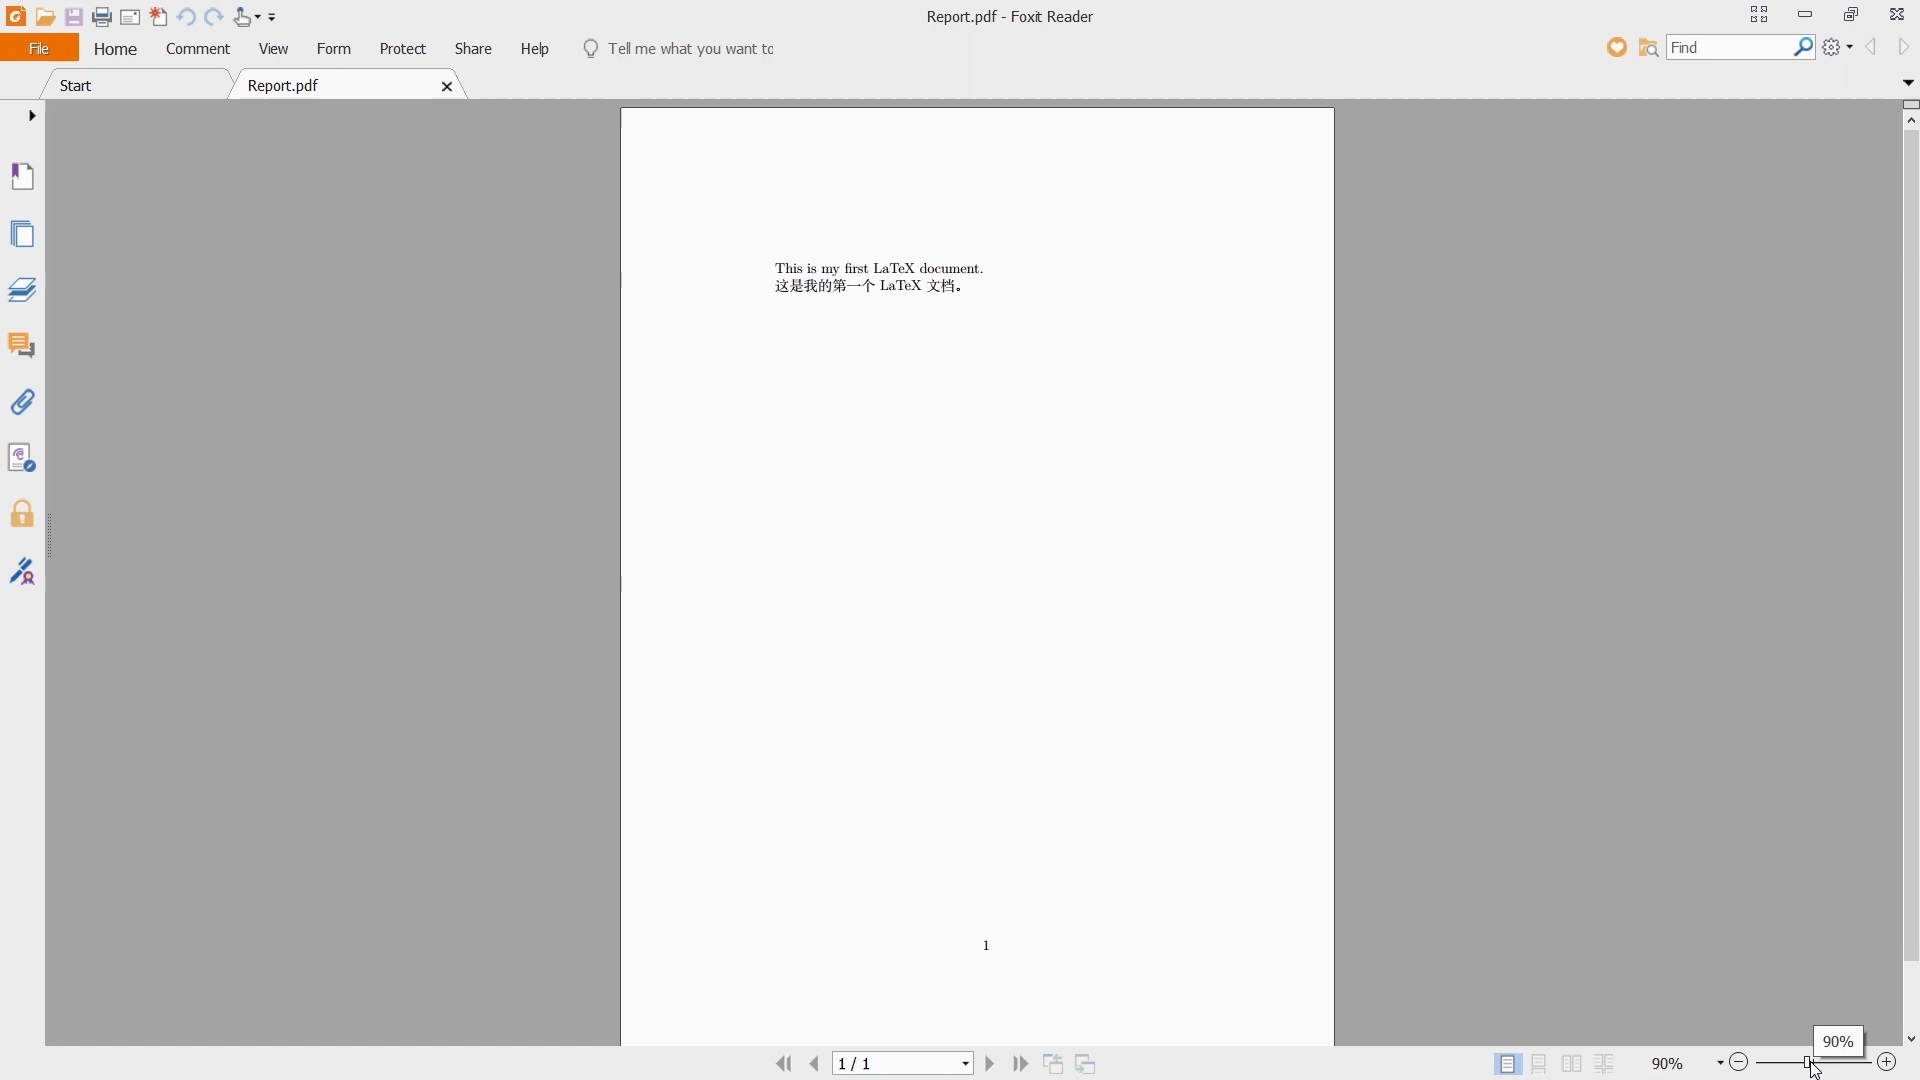 Report.pdf - Foxit Reader
File Home Comment View Form Protect Share Help Tell me what you want to Find
Start Report.pdf
This is my first LaTeX document.
这是我的第一个 LaTeX 文档。
1
90%
1 / 1 90%